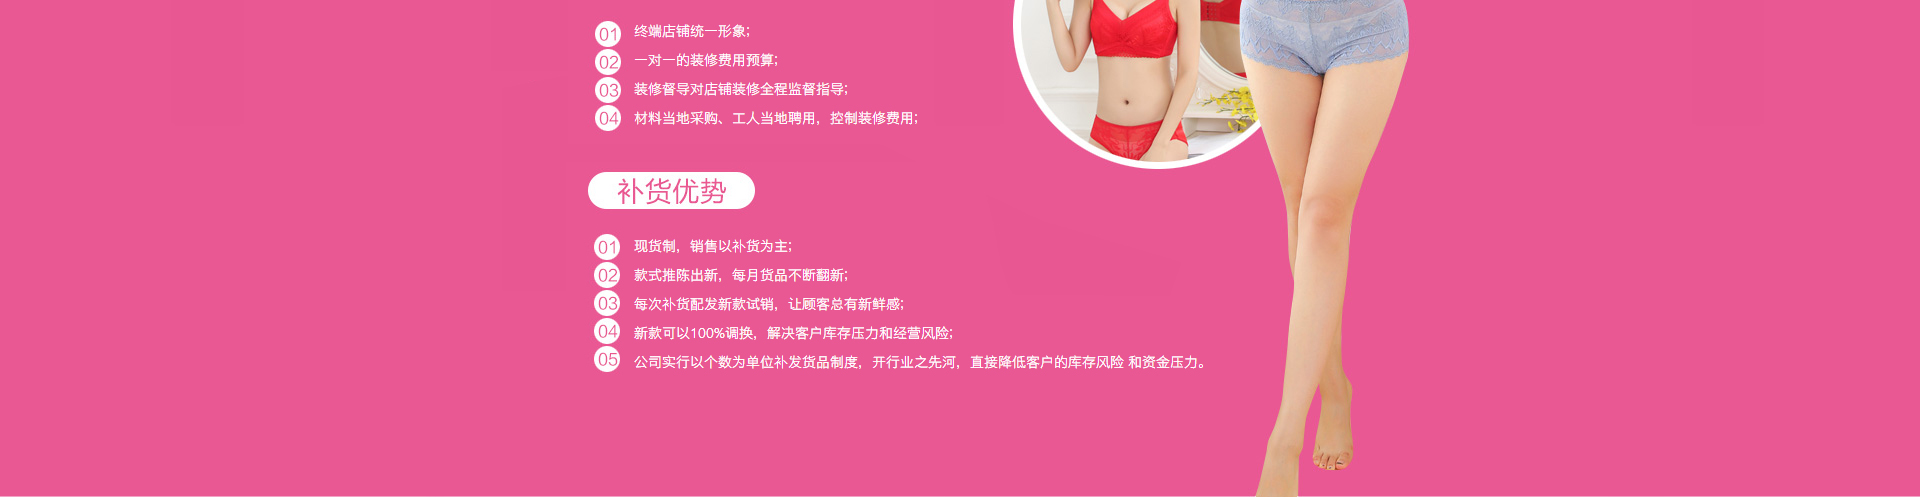 01 终端店铺统一形象;
02 一对一的装修费用预算;
03 装修督导对店铺装修全程监督指导;
04 材料当地采购、工人当地聘用，控制装修费用;
补货优势
01 现货制，销售以补货为主;
02 款式推陈出新，每月货品不断翻新;
03 每次补货配发新款试销，让顾客总有新鲜感;
04 新款可以100%调换，解决客户库存压力和经营风险;
05 公司实行以个数为单位补发货品制度，开行业之先河，直接降低客户的库存风险 和资金压力。